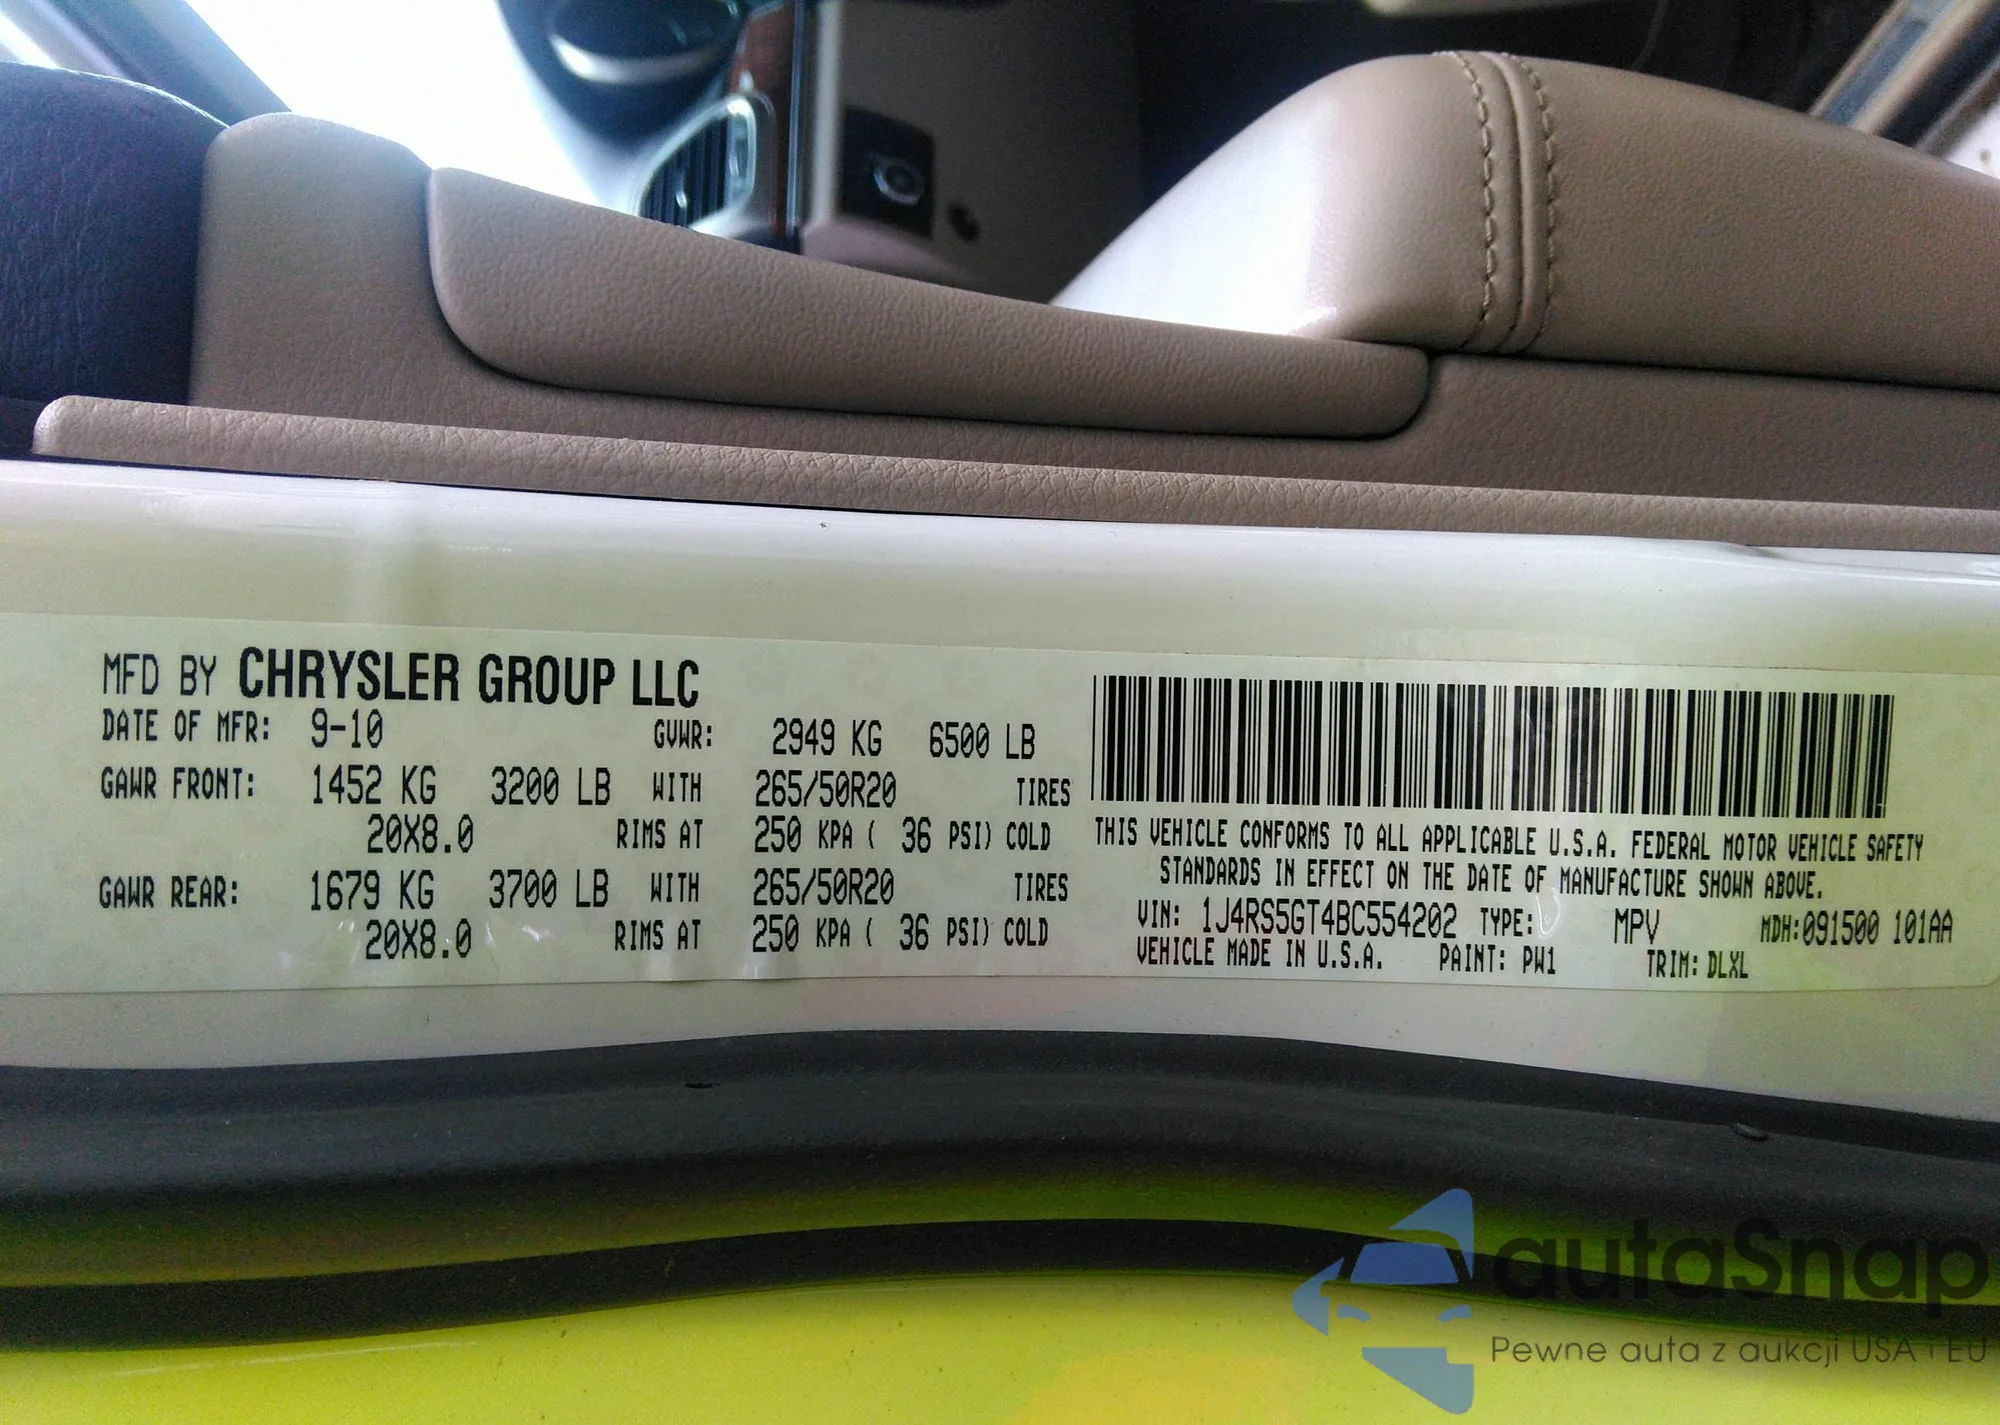 MFD BY CHRYSLER GROUP LLC
DATE OF MFR: 9-10 GVWR: 2949 KG 6500 LB
GAWR FRONT: 1452 KG 3200 LB WITH 265/50R20 TIRES
20X8.0 RIMS AT 250 KPA ( 36 PSI) COLD
GAWR REAR: 1679 KG 3700 LB WITH 265/50R20 TIRES
20X8.0 RIMS AT 250 KPA ( 36 PSI) COLD
THIS VEHICLE CONFORMS TO ALL APPLICABLE U.S.A. FEDERAL MOTOR VEHICLE SAFETY
STANDARDS IN EFFECT ON THE DATE OF MANUFACTURE SHOWN ABOVE.
VIN: 1J4RS5GT4BC554202 TYPE: MPV MDH:091500 101AA
VEHICLE MADE IN U.S.A. PAINT: PW1 TRIM: DLXL
autaSnap
Pewne auta z aukcji USA i EU